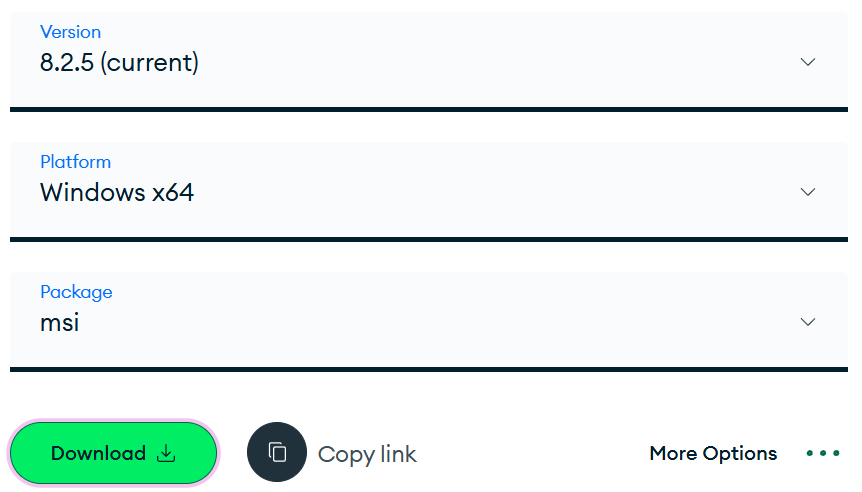 Version
8.2.5 (current)
Platform
Windows x64
Package
msi
Download
Copy link
More Options